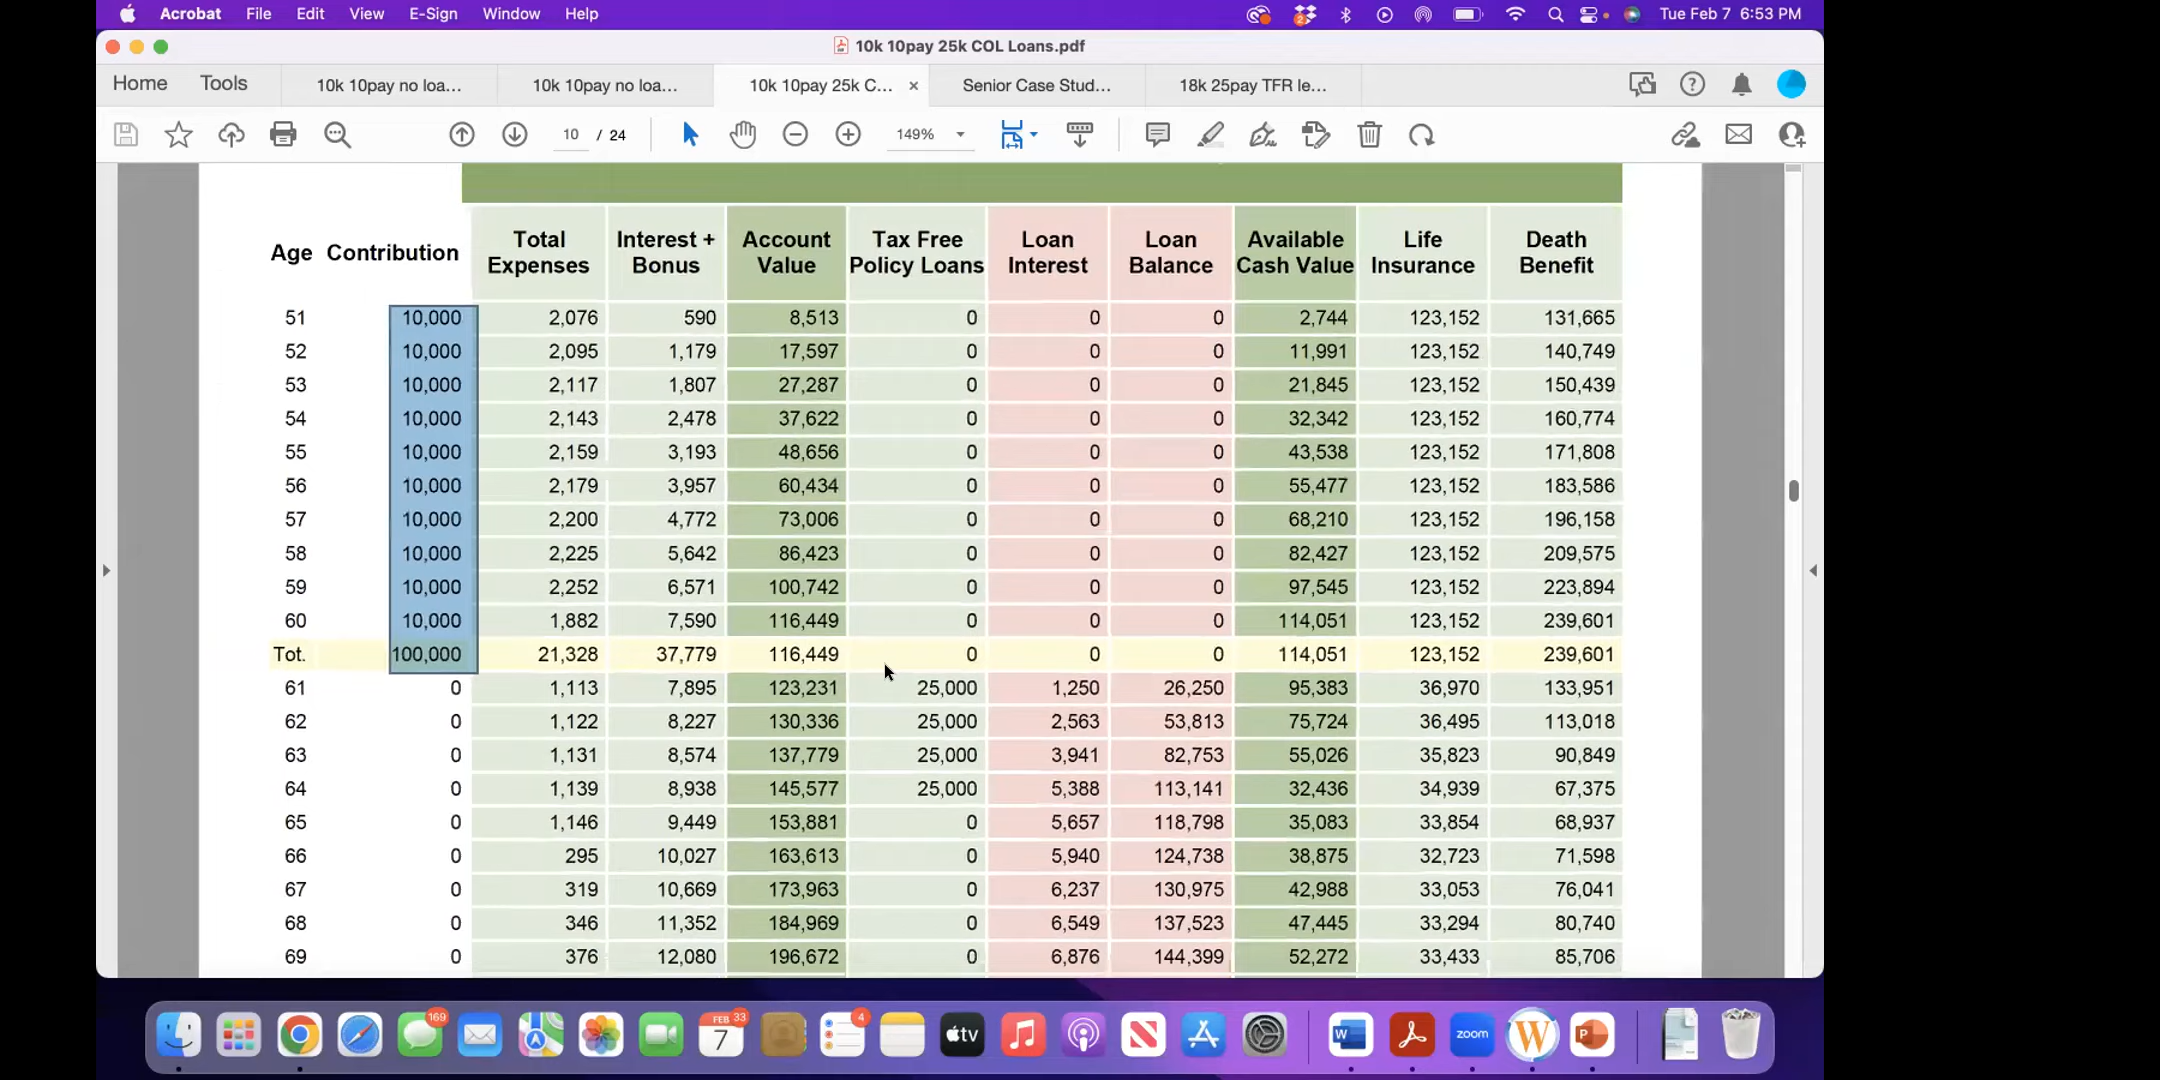 Acrobat File Edit View E-Sign Window Help Tue Feb 7 6:53 PM
2
10k 10pay 25k COL Loans.pdf
Home Tools 10k 10pay no loa... 10k 10pay no loa... 10k 10pay 25k C... × Senior Case Stud... 18k 25pay TFR le...
10 / 24 149%
Age Contribution Total Expenses Interest + Bonus Account Value Tax Free Policy Loans Loan Interest Loan Balance Available Cash Value Life Insurance Death Benefit
51 10,000 2,076 590 8,513 0 0 0 2,744 123,152 131,665
52 10,000 2,095 1,179 17,597 0 0 0 11,991 123,152 140,749
53 10,000 2,117 1,807 27,287 0 0 0 21,845 123,152 150,439
54 10,000 2,143 2,478 37,622 0 0 0 32,342 123,152 160,774
55 10,000 2,159 3,193 48,656 0 0 0 43,538 123,152 171,808
56 10,000 2,179 3,957 60,434 0 0 0 55,477 123,152 183,586
57 10,000 2,200 4,772 73,006 0 0 0 68,210 123,152 196,158
58 10,000 2,225 5,642 86,423 0 0 0 82,427 123,152 209,575
59 10,000 2,252 6,571 100,742 0 0 0 97,545 123,152 223,894
60 10,000 1,882 7,590 116,449 0 0 0 114,051 123,152 239,601
Tot. 100,000 21,328 37,779 116,449 0 0 0 114,051 123,152 239,601
61 0 1,113 7,895 123,231 25,000 1,250 26,250 95,383 36,970 133,951
62 0 1,122 8,227 130,336 25,000 2,563 53,813 75,724 36,495 113,018
63 0 1,131 8,574 137,779 25,000 3,941 82,753 55,026 35,823 90,849
64 0 1,139 8,938 145,577 25,000 5,388 113,141 32,436 34,939 67,375
65 0 1,146 9,449 153,881 0 5,657 118,798 35,083 33,854 68,937
66 0 295 10,027 163,613 0 5,940 124,738 38,875 32,723 71,598
67 0 319 10,669 173,963 0 6,237 130,975 42,988 33,053 76,041
68 0 346 11,352 184,969 0 6,549 137,523 47,445 33,294 80,740
69 0 376 12,080 196,672 0 6,876 144,399 52,272 33,433 85,706
169 FEB 33 7 4 tv W zoom W P